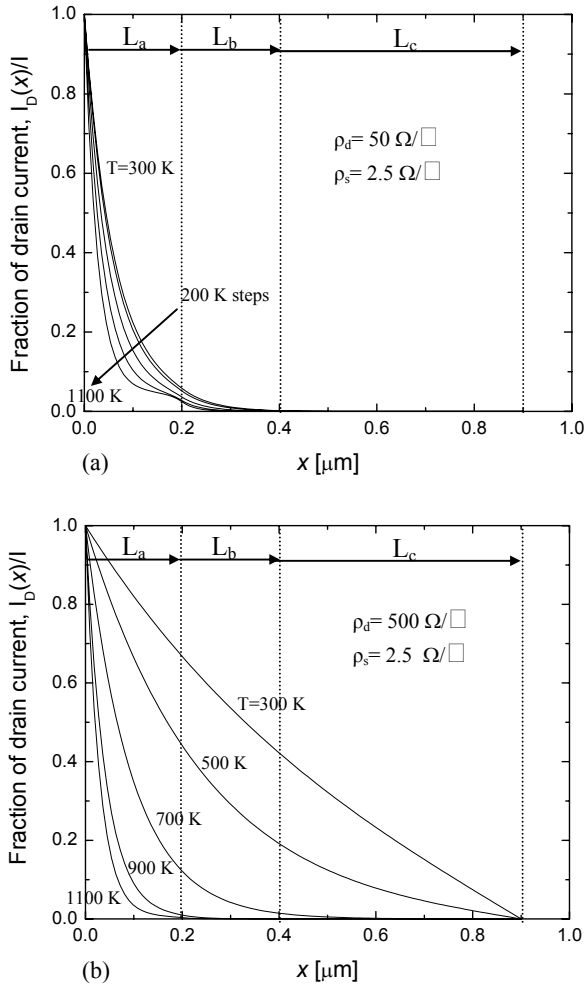 1.0
0.8
0.6
0.4
0.2
0.0
Fraction of drain current, I_D(x)/I
L_a L_b L_c
T=300 K
ρ_d= 50 Ω/□
ρ_s= 2.5 Ω/□
200 K steps
1100 K
0.0 0.2 0.4 0.6 0.8 1.0
(a) x [μm]
1.0
0.8
0.6
0.4
0.2
0.0
Fraction of drain current, I_D(x)/I
L_a L_b L_c
ρ_d= 500 Ω/□
ρ_s= 2.5 Ω/□
T=300 K
500 K
700 K
900 K
1100 K
0.0 0.2 0.4 0.6 0.8 1.0
(b) x [μm]